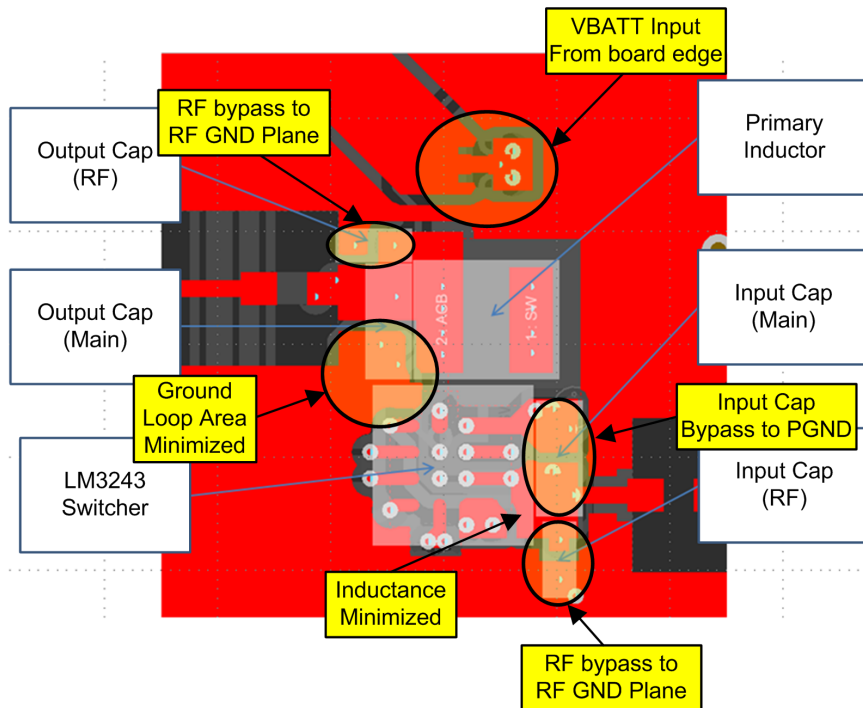 VBATT Input
From board edge
RF bypass to
RF GND Plane
Output Cap
(RF)
Primary
Inductor
Output Cap
(Main)
Input Cap
(Main)
2 - ACB
1 - SW
Ground
Loop Area
Minimized
Input Cap
Bypass to PGND
LM3243
Switcher
Input Cap
(RF)
Inductance
Minimized
RF bypass to
RF GND Plane